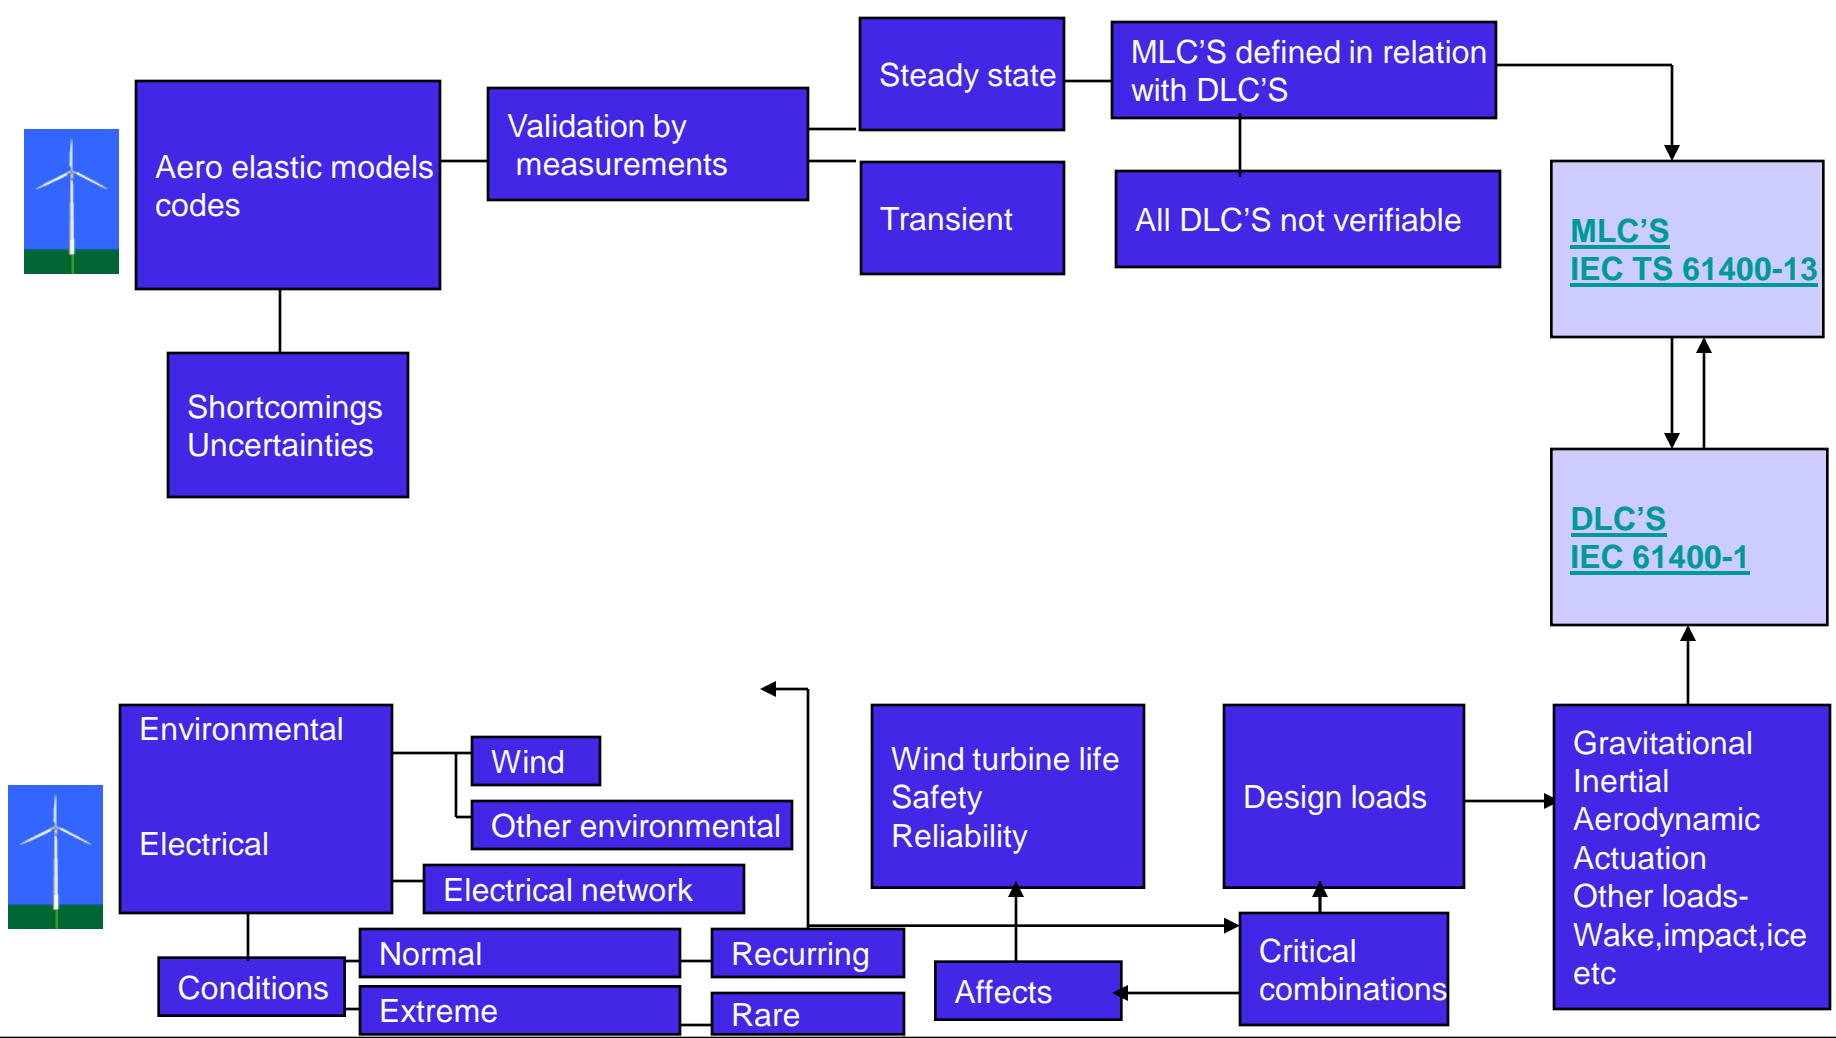 Aero elastic models
codes
Validation by
measurements
Steady state
MLC’S defined in relation
with DLC’S
Transient
All DLC’S not verifiable
MLC’S
IEC TS 61400-13
Shortcomings
Uncertainties
DLC’S
IEC 61400-1
Environmental
Electrical
Wind
Other environmental
Electrical network
Conditions
Normal
Extreme
Recurring
Rare
Wind turbine life
Safety
Reliability
Affects
Design loads
Critical
combinations
Gravitational
Inertial
Aerodynamic
Actuation
Other loads-
Wake,impact,ice
etc